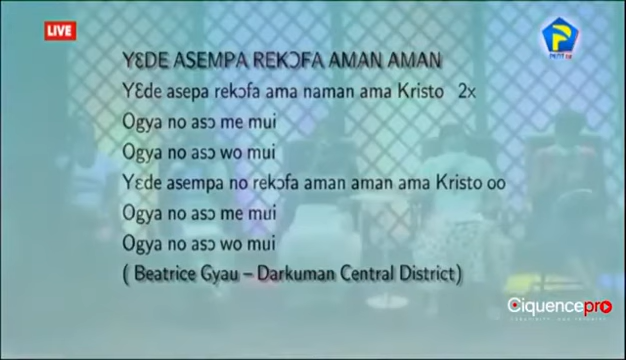 LIVE
PENT TV
YƐDE ASEMPA REKƆFA AMAN AMAN
Yɛde asepa rekɔfa ama naman ama Kristo 2x
Ogya no asɔ me mui
Ogya no asɔ wo mui
Yɛde asempa no rekɔfa aman aman ama Kristo oo
Ogya no asɔ me mui
Ogya no asɔ wo mui
( Beatrice Gyau – Darkuman Central District)
Ciquencepro